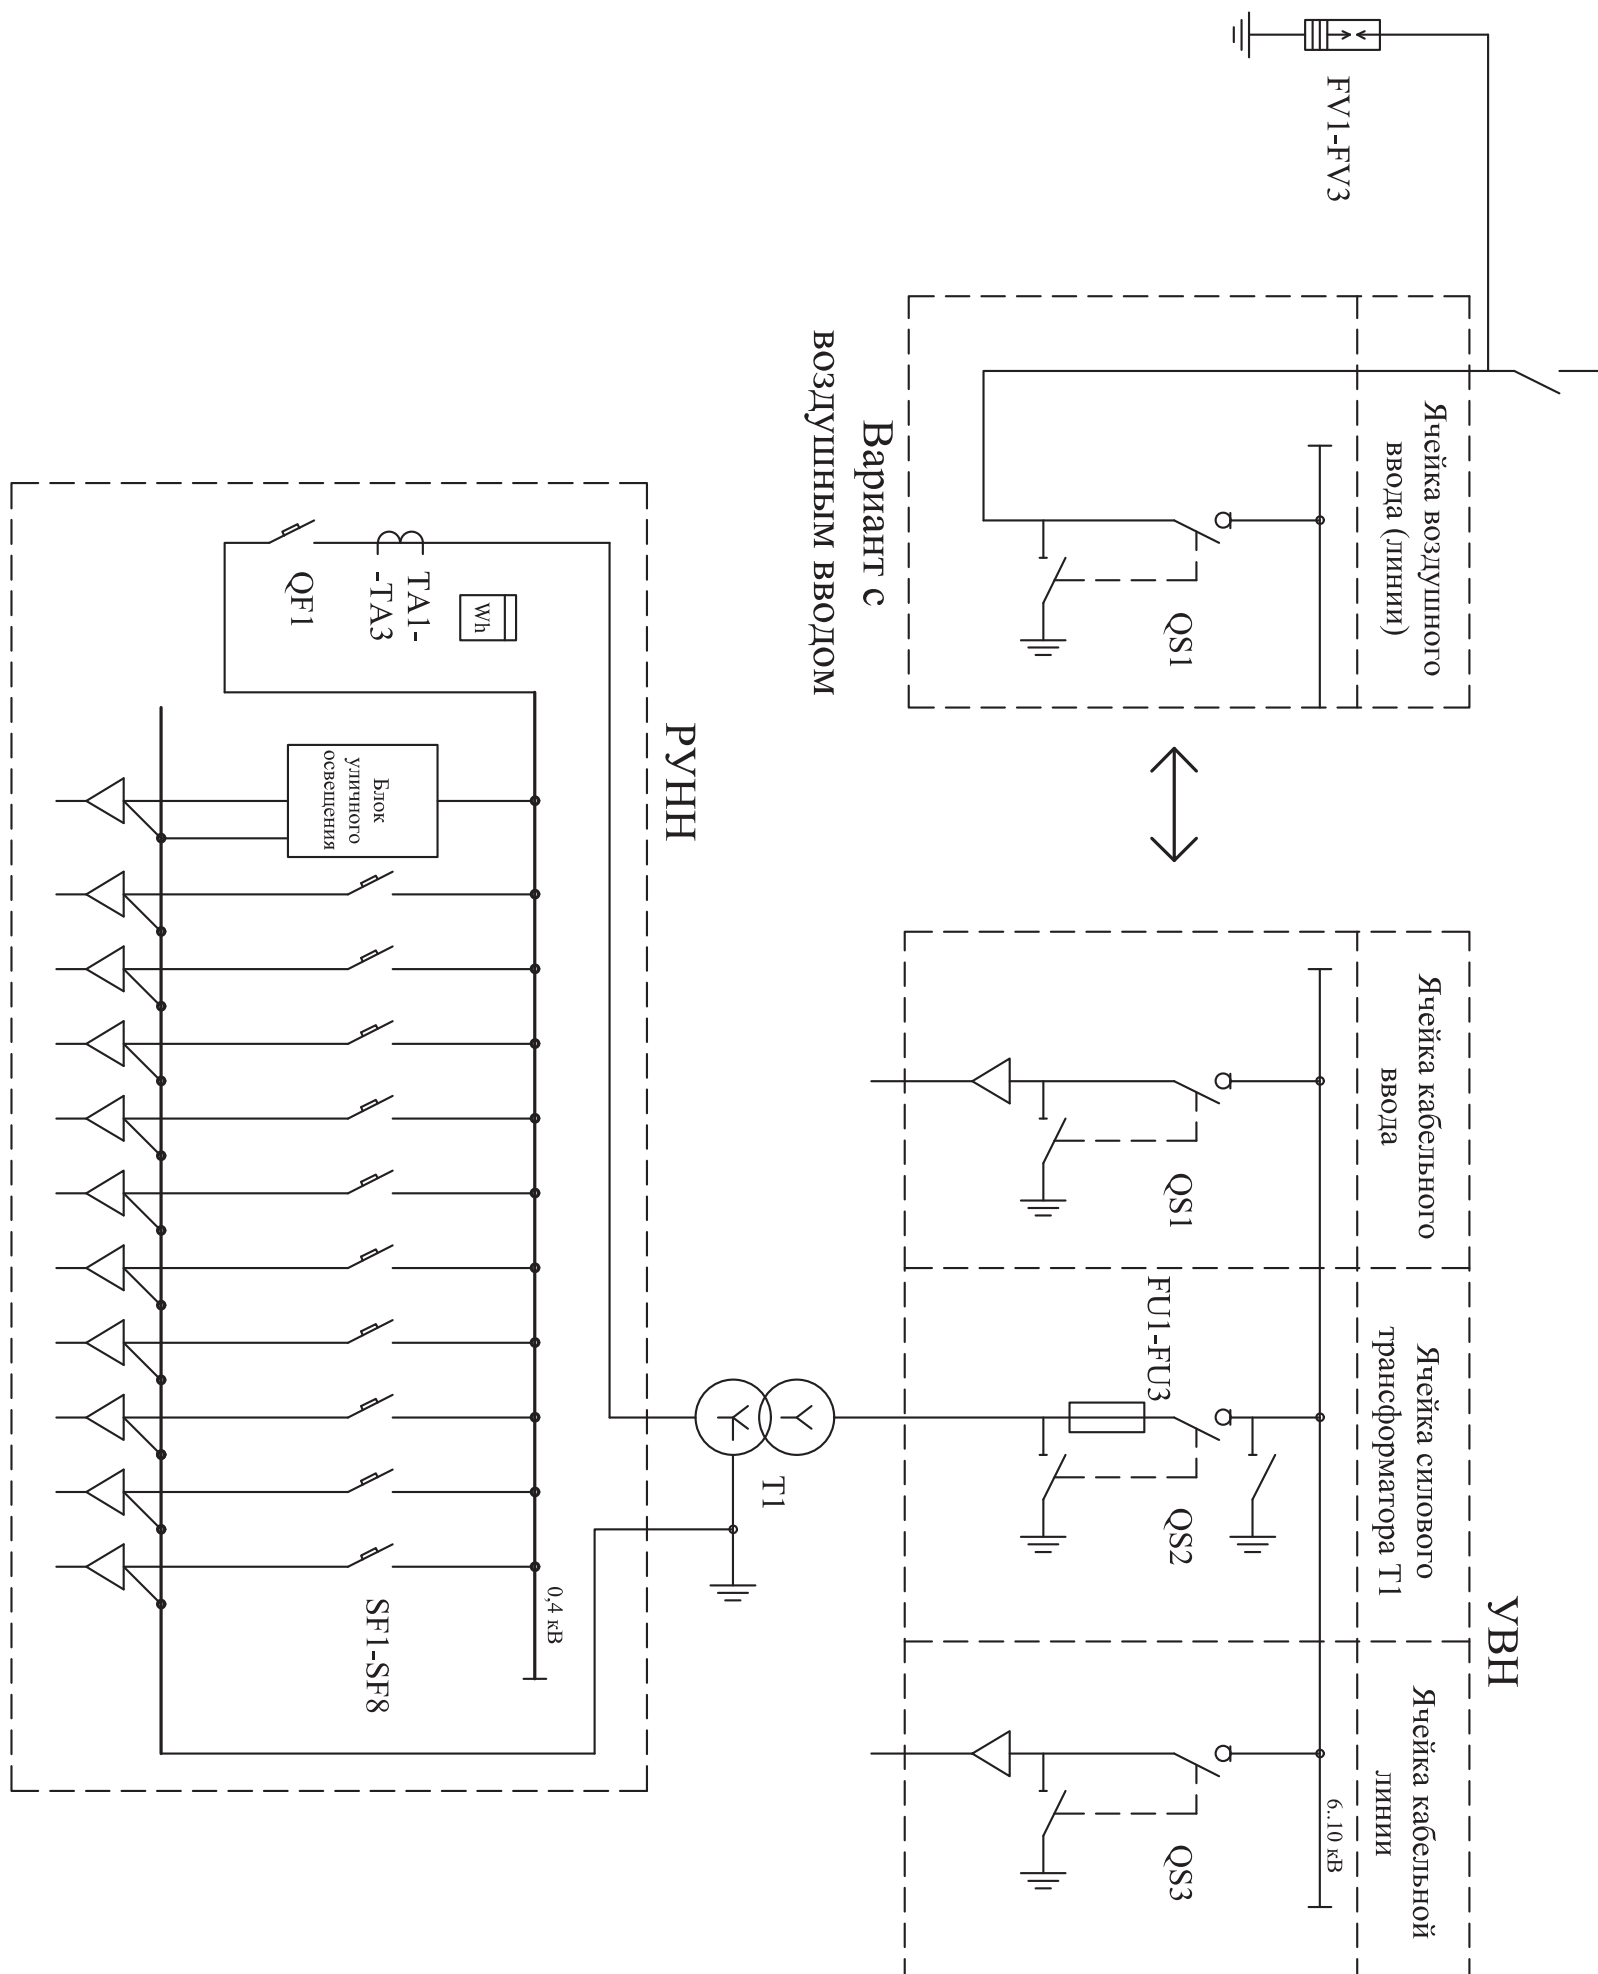 УВН
Ячейка воздушного
ввода (линии)
Ячейка кабельного
ввода
Ячейка силового
трансформатора Т1
Ячейка кабельной
линии
6..10 кВ
FV1-FV3
QS1
QS1
FU1-FU3
QS2
QS3
Вариант с
воздушным вводом
Т1
РУНН
0,4 кВ
Wh
ТА1-
-ТА3
QF1
Блок
уличного
освещения
SF1-SF8